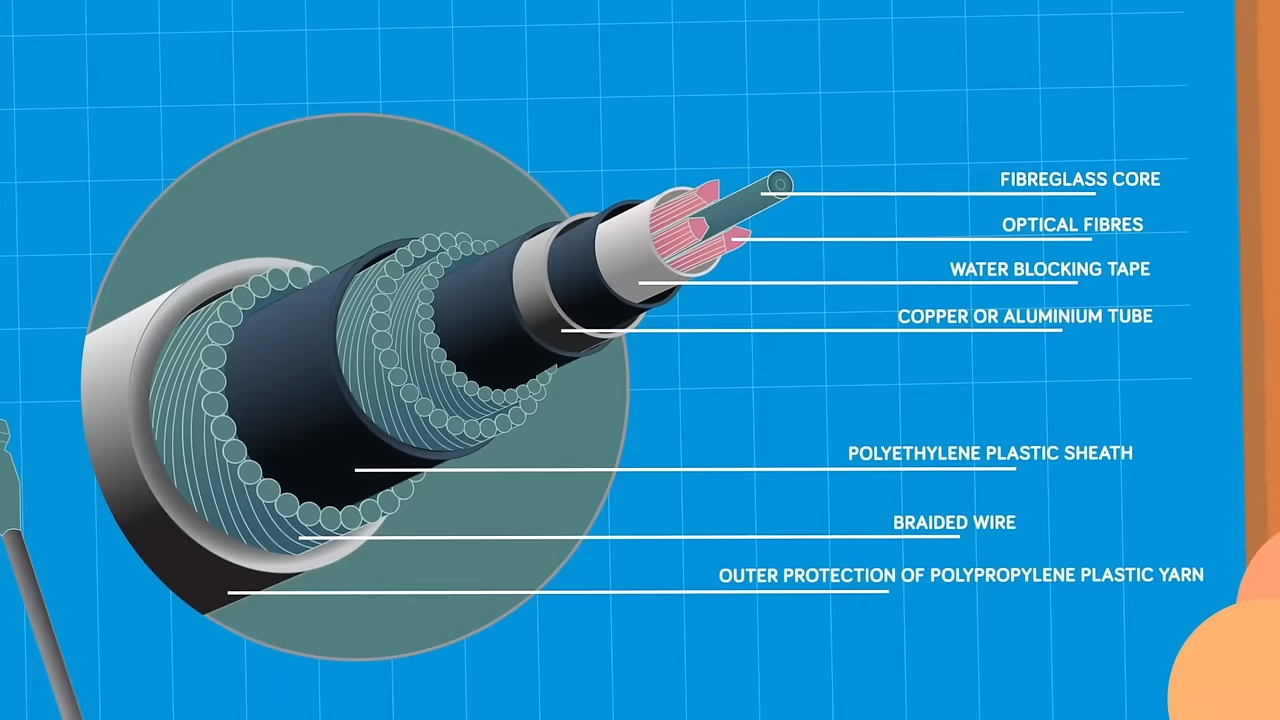 FIBREGLASS CORE
OPTICAL FIBRES
WATER BLOCKING TAPE
COPPER OR ALUMINIUM TUBE
POLYETHYLENE PLASTIC SHEATH
BRAIDED WIRE
OUTER PROTECTION OF POLYPROPYLENE PLASTIC YARN